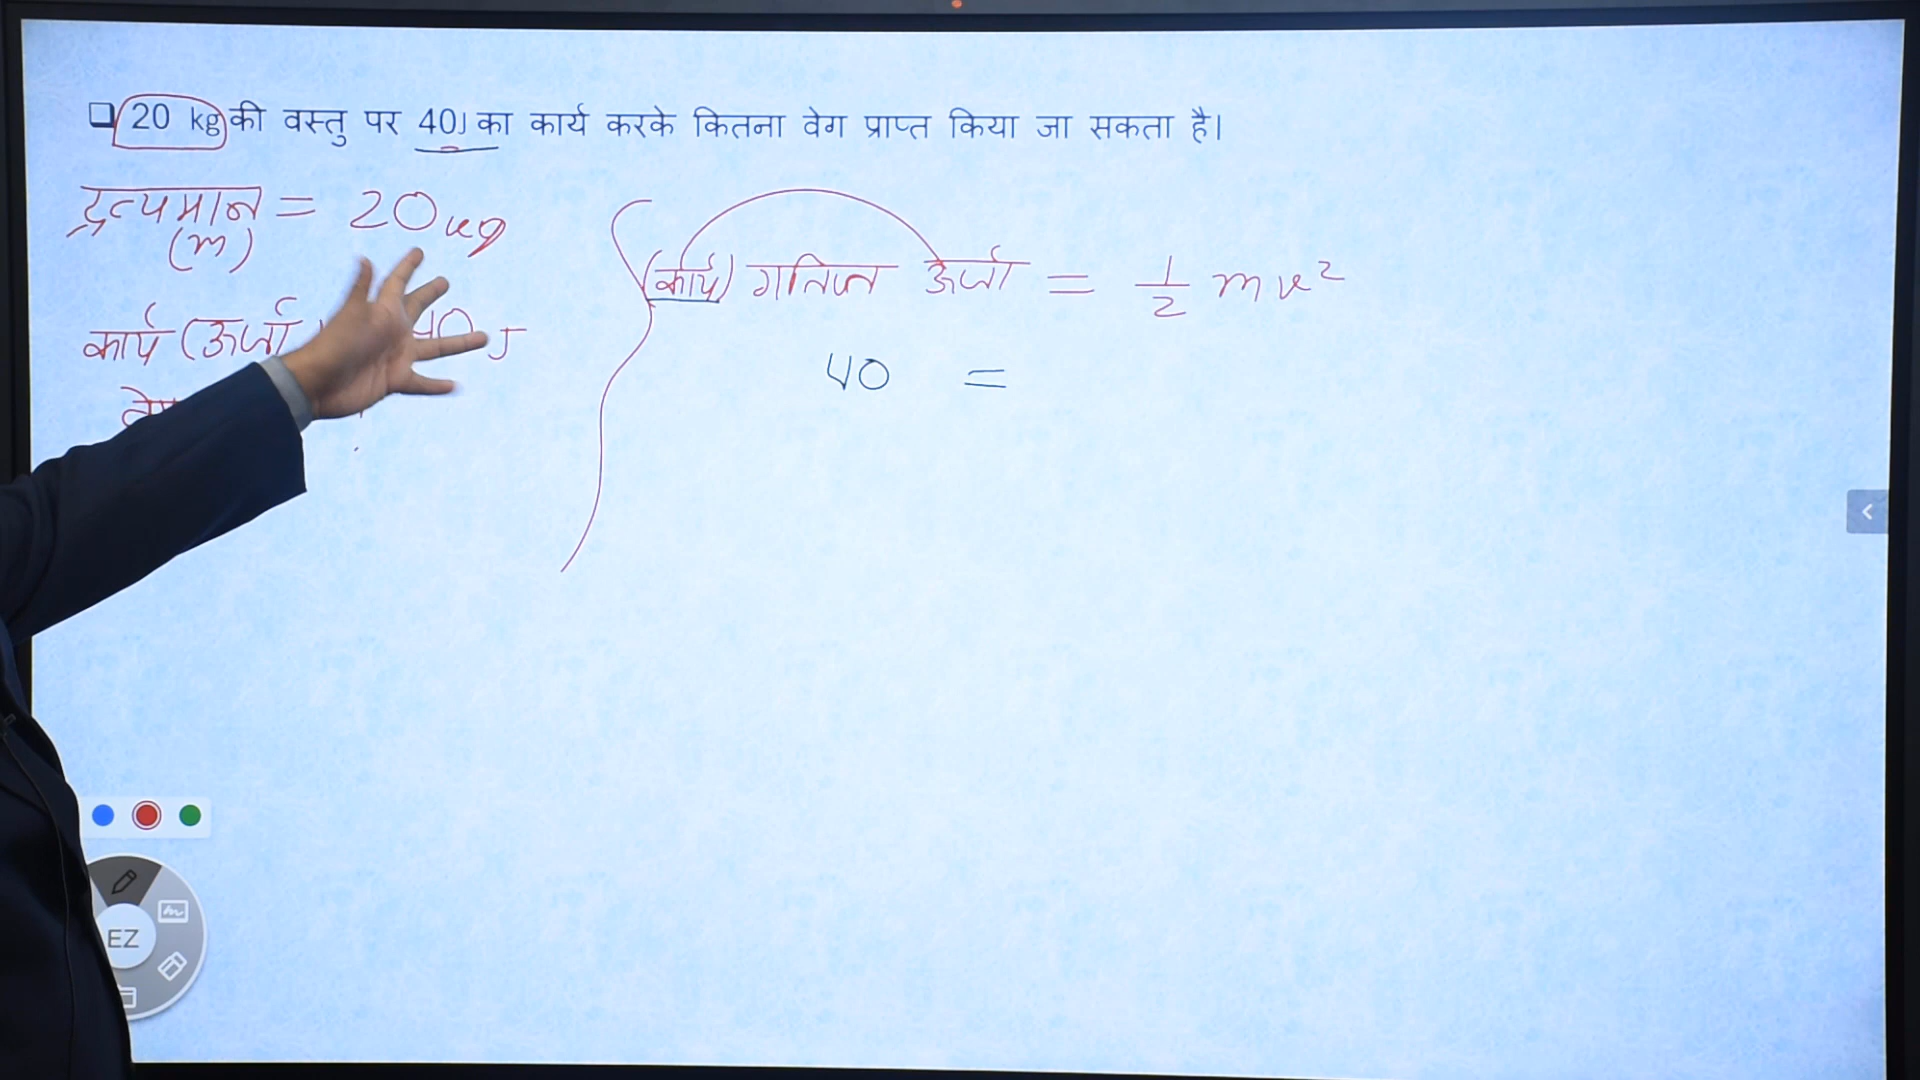 20 kg की वस्तु पर 40J का कार्य करके कितना वेग प्राप्त किया जा सकता है।
द्रव्यमान = 20kg
(m)
कार्य (ऊर्जा 40 J
(कार्य) गतिज ऊर्जा = 1/2 mv²
40 =
EZ